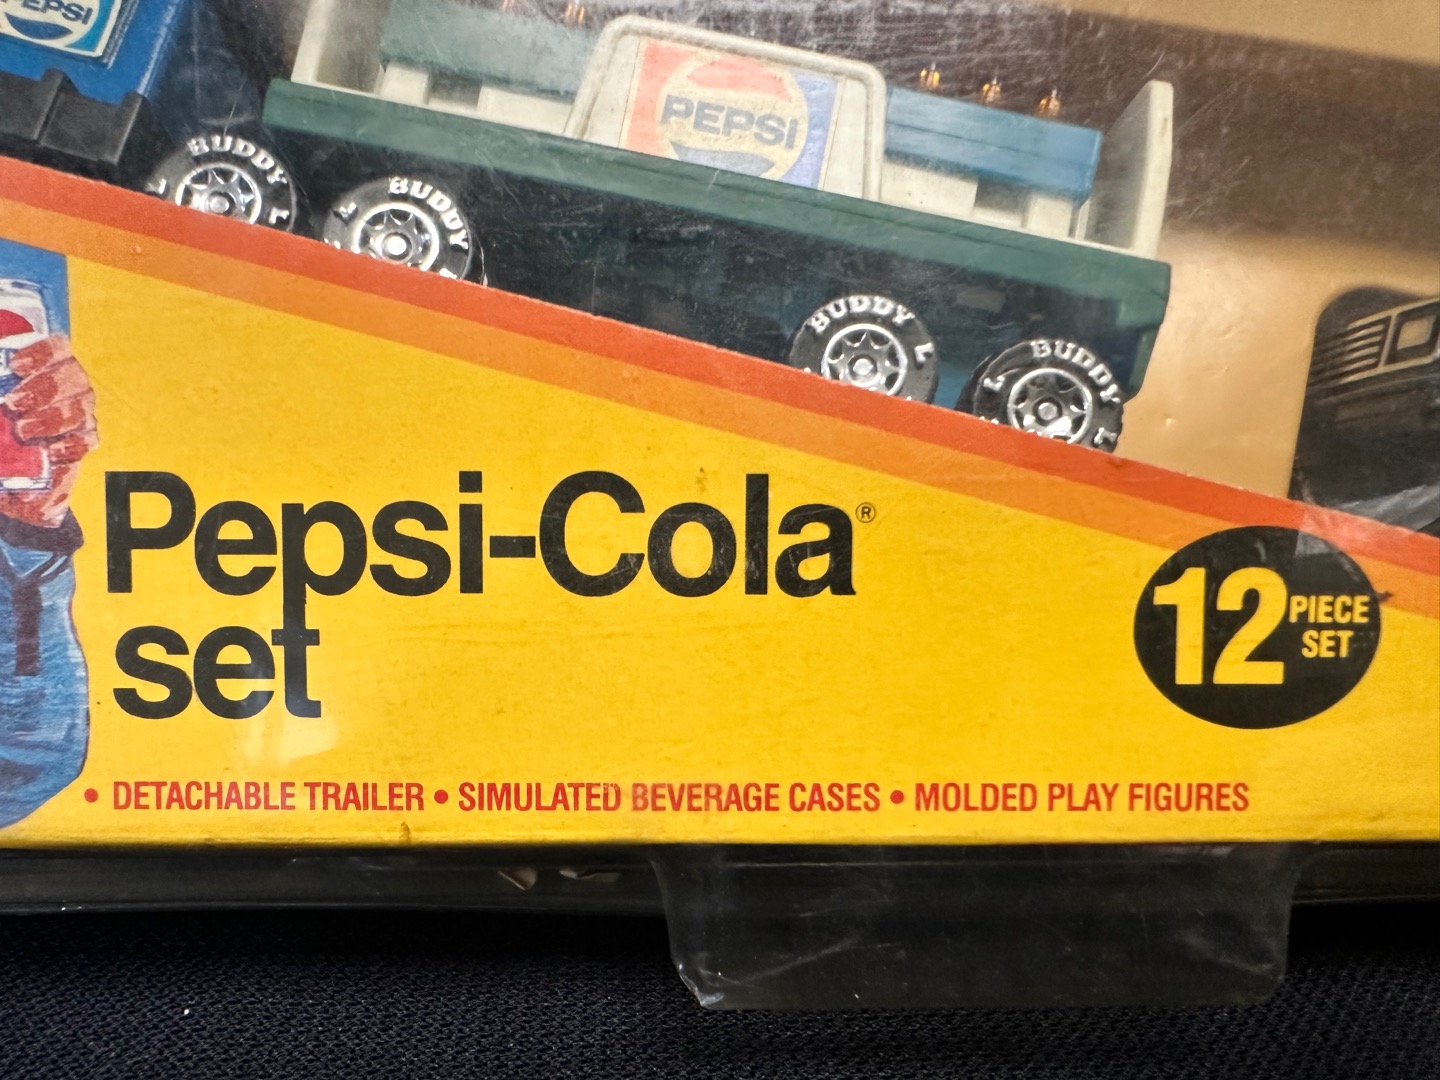 PEPSI
PEPSI
BUDDY L
BUDDY L
BUDDY L
BUDDY L
Pepsi-Cola®
set
12 PIECE
SET
• DETACHABLE TRAILER • SIMULATED BEVERAGE CASES • MOLDED PLAY FIGURES